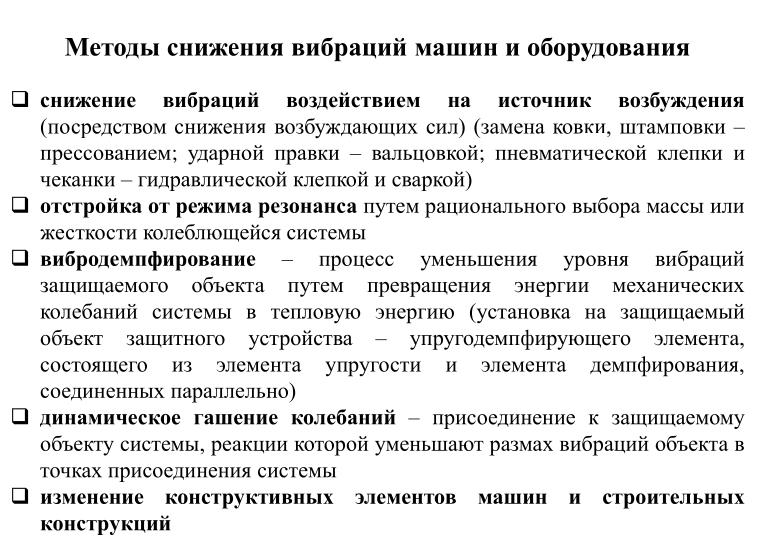 Методы снижения вибраций машин и оборудования
❑ снижение вибраций воздействием на источник возбуждения
(посредством снижения возбуждающих сил) (замена ковки, штамповки –
прессованием; ударной правки – вальцовкой; пневматической клепки и
чеканки – гидравлической клепкой и сваркой)
❑ отстройка от режима резонанса путем рационального выбора массы или
жесткости колеблющейся системы
❑ вибродемпфирование – процесс уменьшения уровня вибраций
защищаемого объекта путем превращения энергии механических
колебаний системы в тепловую энергию (установка на защищаемый
объект защитного устройства – упругодемпфирующего элемента,
состоящего из элемента упругости и элемента демпфирования,
соединенных параллельно)
❑ динамическое гашение колебаний – присоединение к защищаемому
объекту системы, реакции которой уменьшают размах вибраций объекта в
точках присоединения системы
❑ изменение конструктивных элементов машин и строительных
конструкций